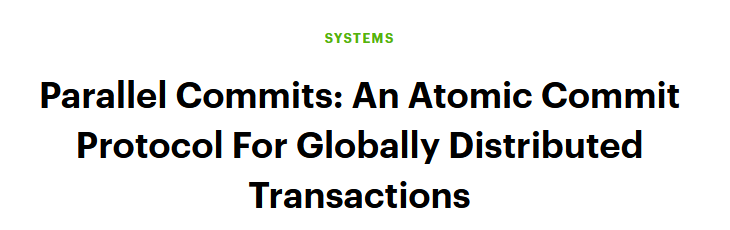 SYSTEMS
Parallel Commits: An Atomic Commit
Protocol For Globally Distributed
Transactions